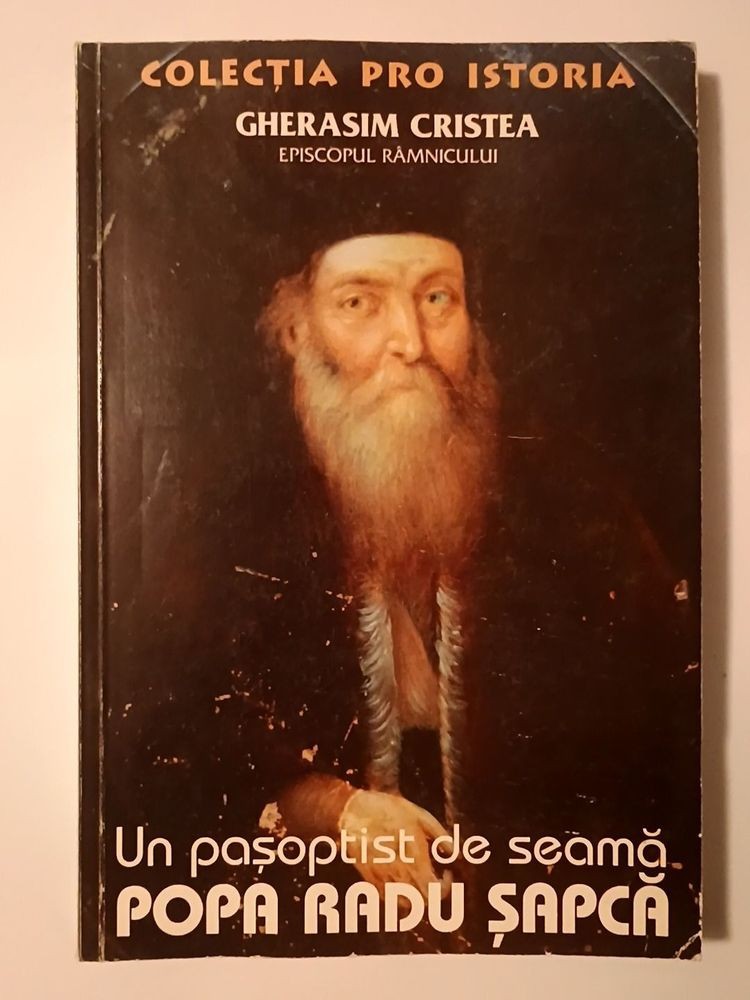 COLECȚIA PRO ISTORIA
GHERASIM CRISTEA
EPISCOPUL RÂMNICULUI
Un pașoptist de seamă
POPA RADU ȘAPCĂ